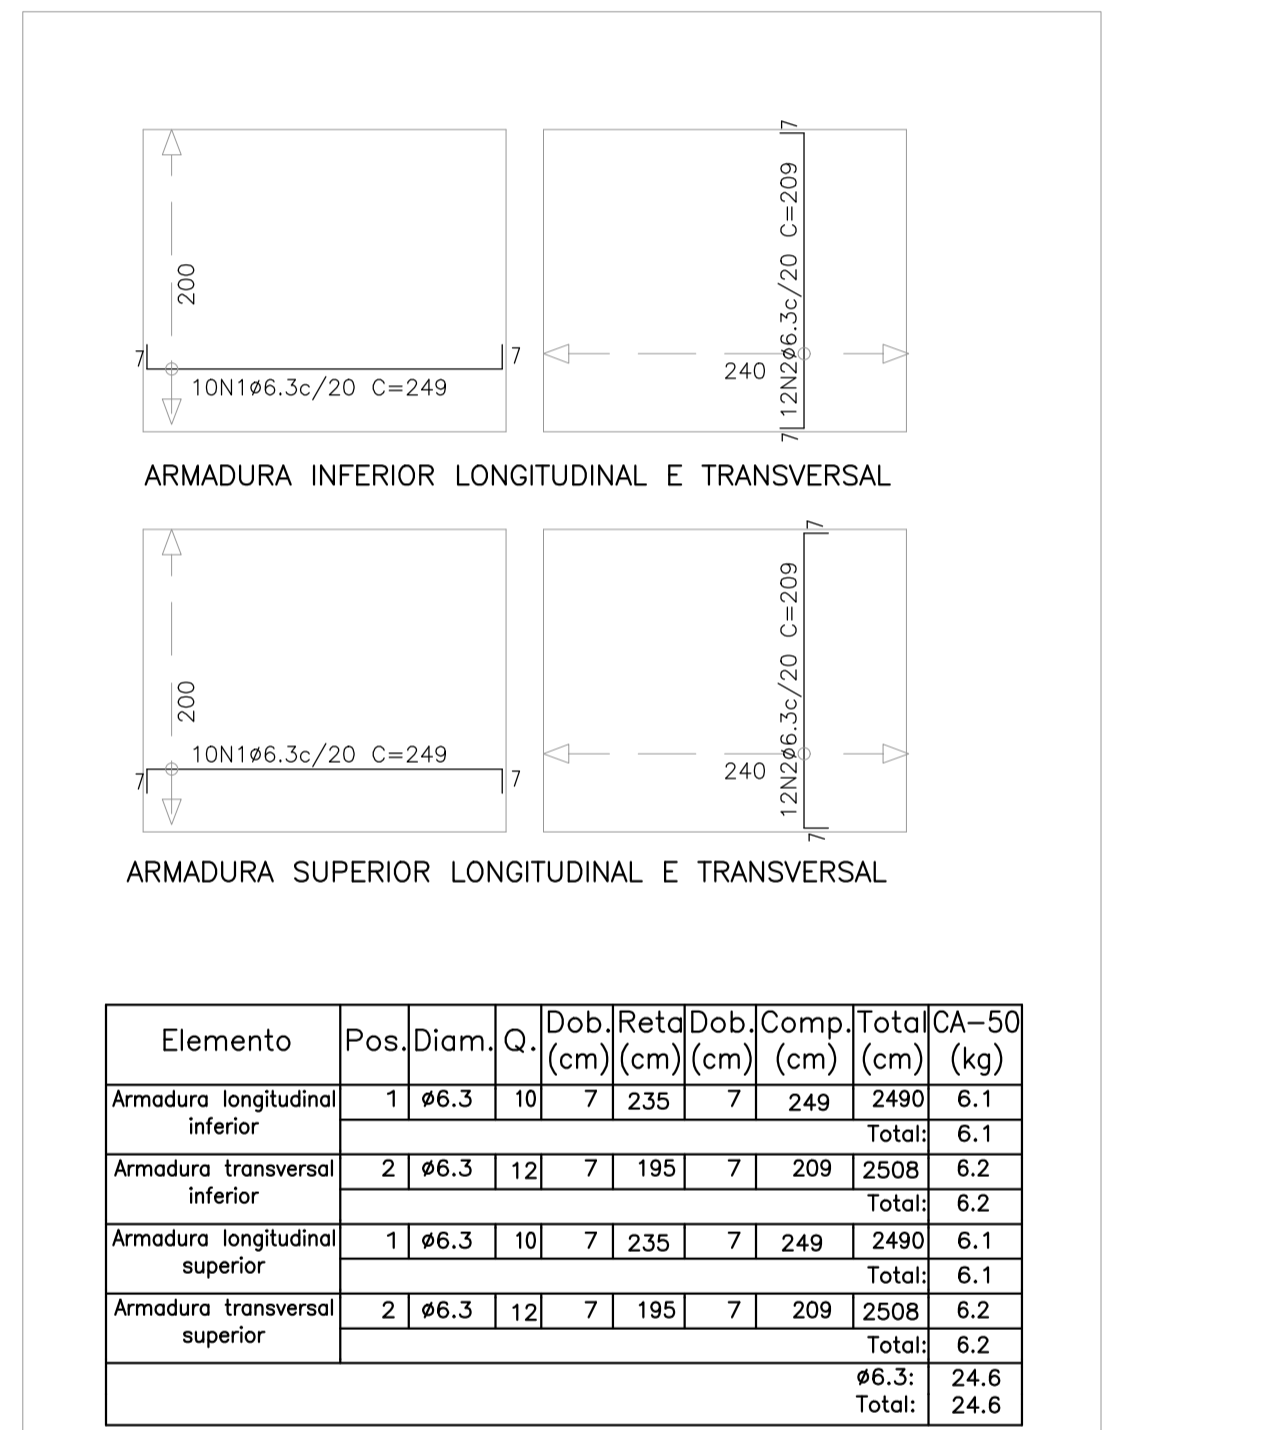 7
200
7
7
10N1ø6.3c/20 C=249
12N2ø6.3c/20 C=209
240
7
ARMADURA INFERIOR LONGITUDINAL E TRANSVERSAL
7
200
10N1ø6.3c/20 C=249
7
7
12N2ø6.3c/20 C=209
240
7
ARMADURA SUPERIOR LONGITUDINAL E TRANSVERSAL
Elemento Pos. Diam. Q. Dob. (cm) Reta (cm) Dob. (cm) Comp. (cm) Total (cm) CA-50 (kg)
Armadura longitudinal inferior 1 ø6.3 10 7 235 7 249 2490 6.1
Total: 6.1
Armadura transversal inferior 2 ø6.3 12 7 195 7 209 2508 6.2
Total: 6.2
Armadura longitudinal superior 1 ø6.3 10 7 235 7 249 2490 6.1
Total: 6.1
Armadura transversal superior 2 ø6.3 12 7 195 7 209 2508 6.2
Total: 6.2
ø6.3: 24.6
Total: 24.6